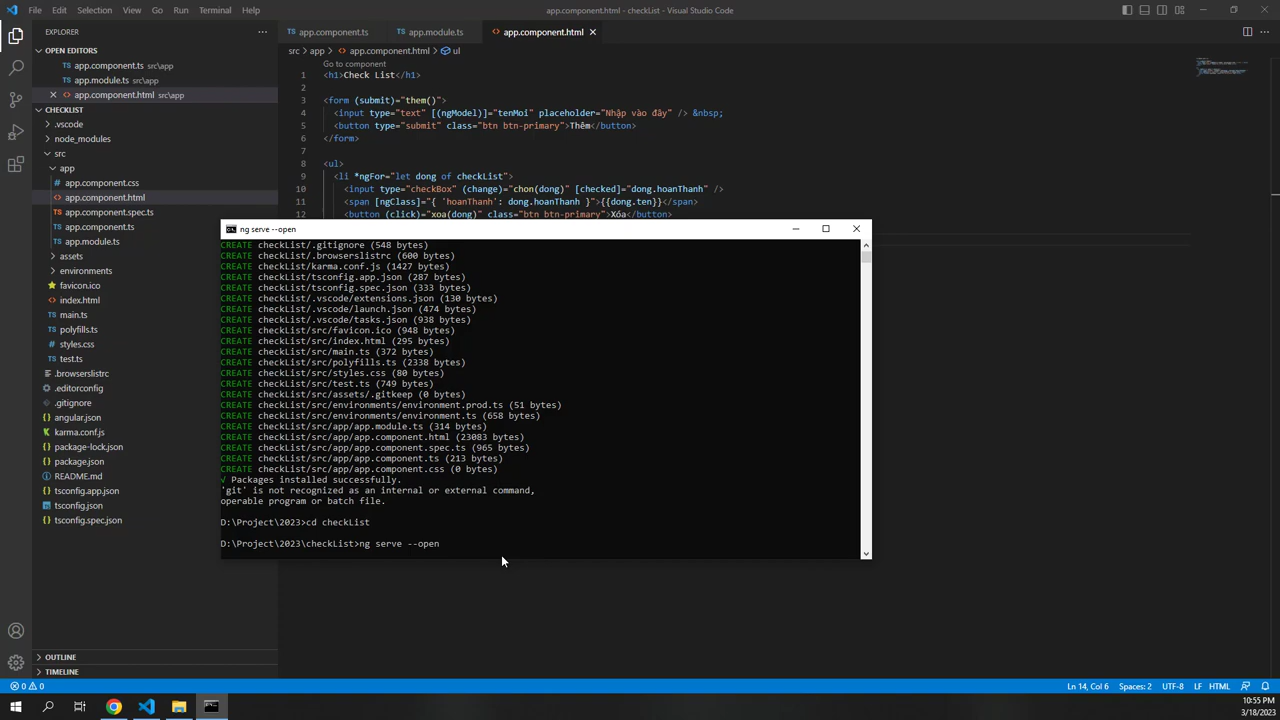 File Edit Selection View Go Run Terminal Help
app.component.html - checkList - Visual Studio Code
EXPLORER
OPEN EDITORS
app.component.ts src\app
app.module.ts src\app
app.component.html src\app
CHECKLIST
.vscode
node_modules
src
app
app.component.css
app.component.html
app.component.spec.ts
app.component.ts
app.module.ts
assets
environments
favicon.ico
index.html
main.ts
polyfills.ts
styles.css
test.ts
.browserslistrc
.editorconfig
.gitignore
angular.json
karma.conf.js
package-lock.json
package.json
README.md
tsconfig.app.json
tsconfig.json
tsconfig.spec.json
OUTLINE
TIMELINE
app.component.ts app.module.ts app.component.html
src > app > app.component.html > ul
Go to component
1 <h1>Check List</h1>
2
3 <form (submit)="them()">
4 <input type="text" [(ngModel)]="tenMoi" placeholder="Nhập vào đây" /> &nbsp;
5 <button type="submit" class="btn btn-primary">Thêm</button>
6 </form>
7
8 <ul>
9 <li *ngFor="let dong of checkList">
10 <input type="checkBox" (change)="chon(dong)" [checked]="dong.hoanThanh" />
11 <span [ngClass]="{ 'hoanThanh': dong.hoanThanh }">{{dong.ten}}</span>
12 <button (click)="xoa(dong)" class="btn btn-primary">Xóa</button>
ng serve --open
CREATE checkList/.gitignore (548 bytes)
CREATE checkList/.browserslistrc (600 bytes)
CREATE checkList/karma.conf.js (1427 bytes)
CREATE checkList/tsconfig.app.json (287 bytes)
CREATE checkList/tsconfig.spec.json (333 bytes)
CREATE checkList/.vscode/extensions.json (130 bytes)
CREATE checkList/.vscode/launch.json (474 bytes)
CREATE checkList/.vscode/tasks.json (938 bytes)
CREATE checkList/src/favicon.ico (948 bytes)
CREATE checkList/src/index.html (295 bytes)
CREATE checkList/src/main.ts (372 bytes)
CREATE checkList/src/polyfills.ts (2338 bytes)
CREATE checkList/src/styles.css (80 bytes)
CREATE checkList/src/test.ts (749 bytes)
CREATE checkList/src/assets/.gitkeep (0 bytes)
CREATE checkList/src/environments/environment.prod.ts (51 bytes)
CREATE checkList/src/environments/environment.ts (658 bytes)
CREATE checkList/src/app/app.module.ts (314 bytes)
CREATE checkList/src/app/app.component.html (23083 bytes)
CREATE checkList/src/app/app.component.spec.ts (965 bytes)
CREATE checkList/src/app/app.component.ts (213 bytes)
CREATE checkList/src/app/app.component.css (0 bytes)
√ Packages installed successfully.
'git' is not recognized as an internal or external command,
operable program or batch file.
D:\Project\2023>cd checkList
D:\Project\2023\checkList>ng serve --open
0 0
Ln 14, Col 6 Spaces: 2 UTF-8 LF HTML
10:55 PM
3/18/2023